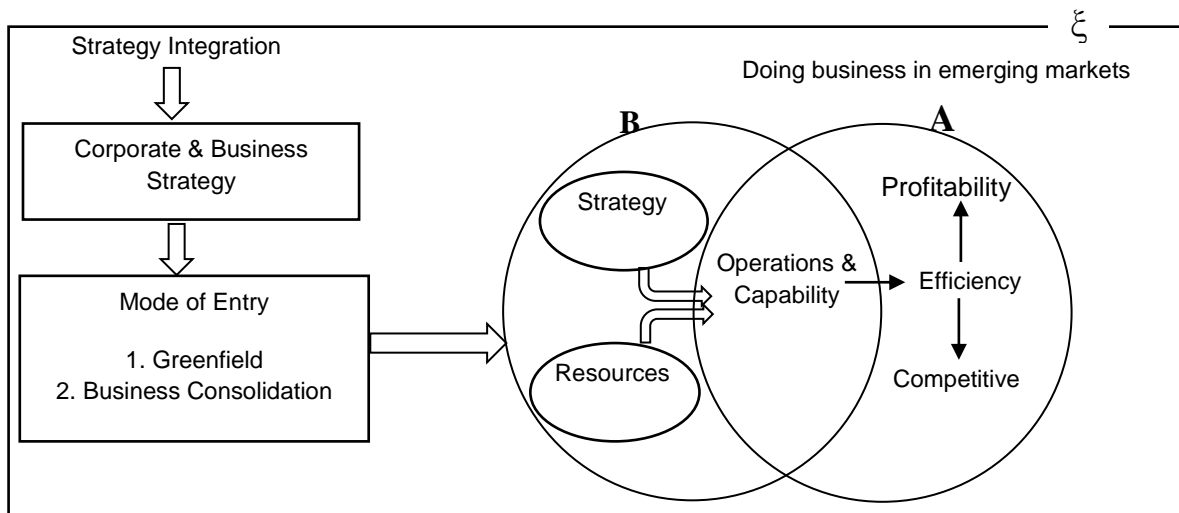 ξ
Strategy Integration
Doing business in emerging markets
Corporate & Business
Strategy
Mode of Entry
1. Greenfield
2. Business Consolidation
B
A
Strategy
Resources
Operations &
Capability
Profitability
Efficiency
Competitive